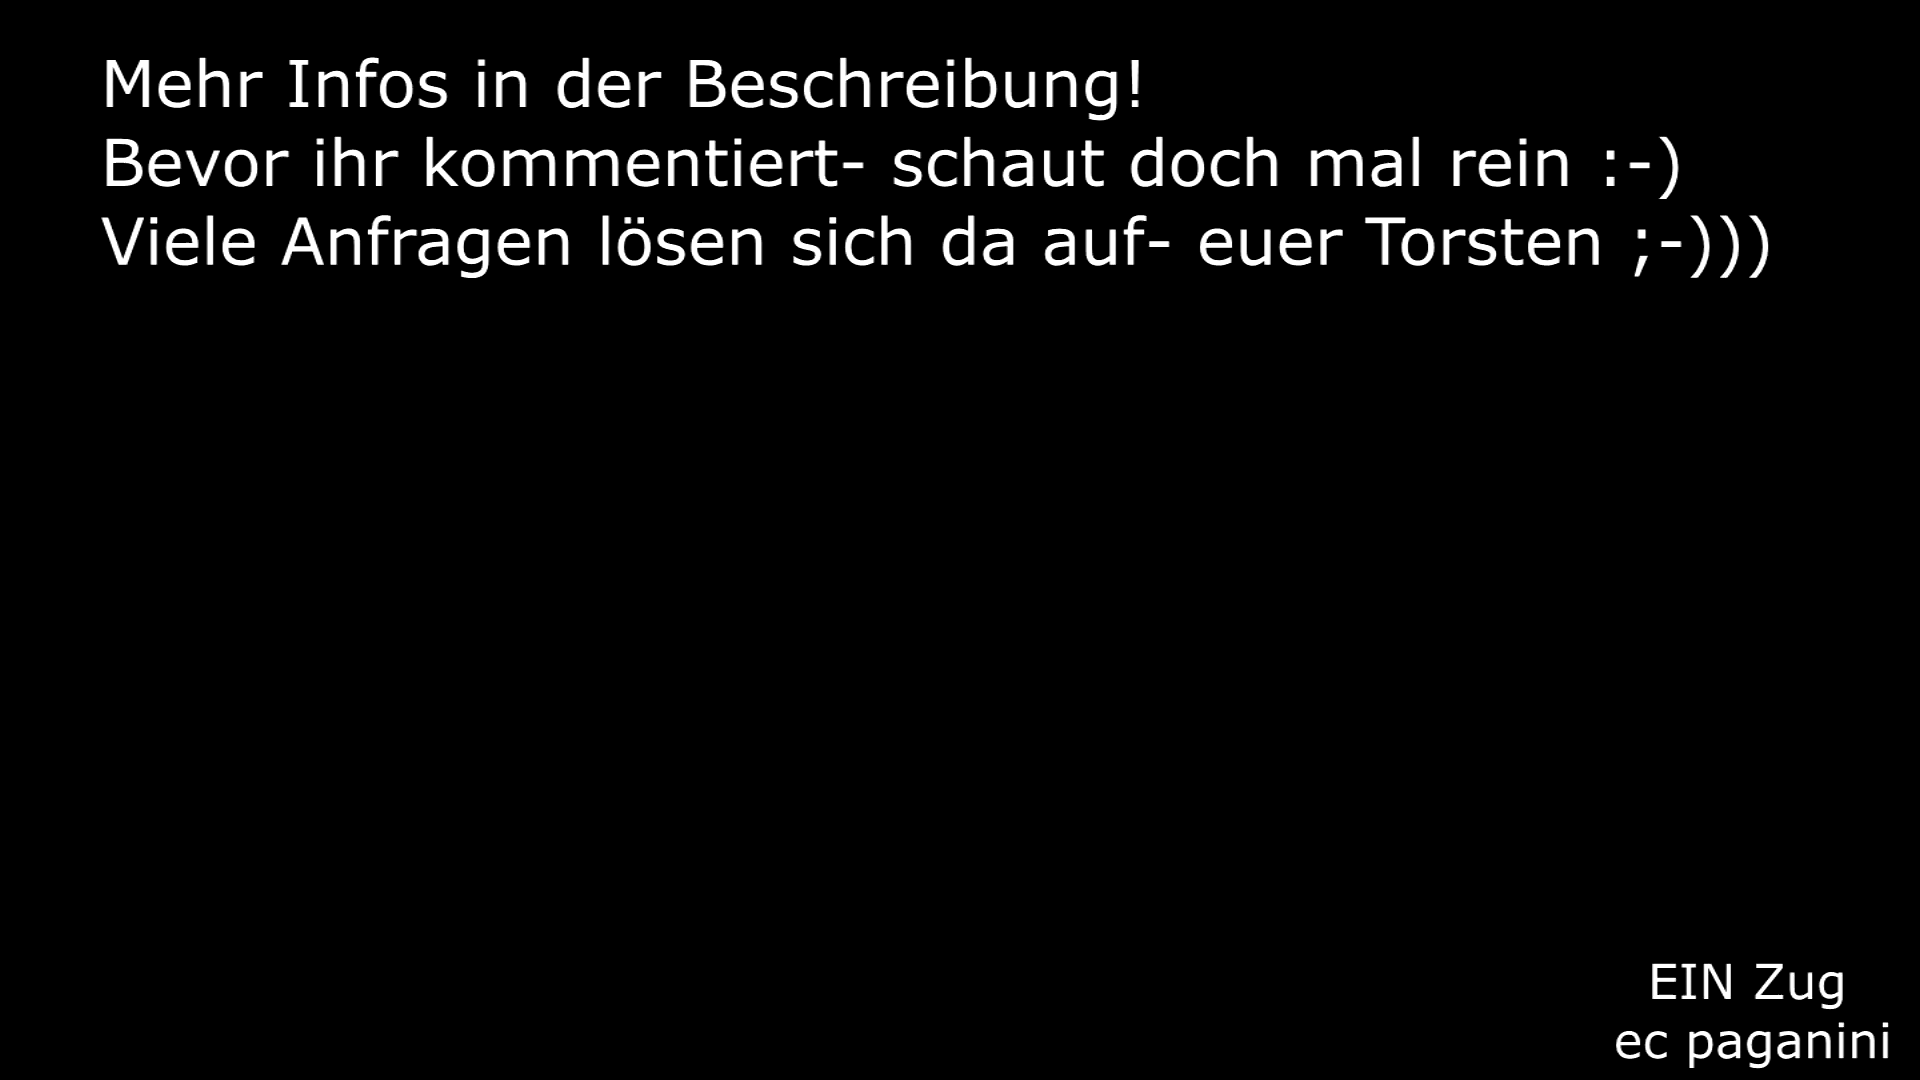 Mehr Infos in der Beschreibung!
Bevor ihr kommentiert- schaut doch mal rein :-)
Viele Anfragen lösen sich da auf- euer Torsten ;-)))
EIN Zug
ec paganini